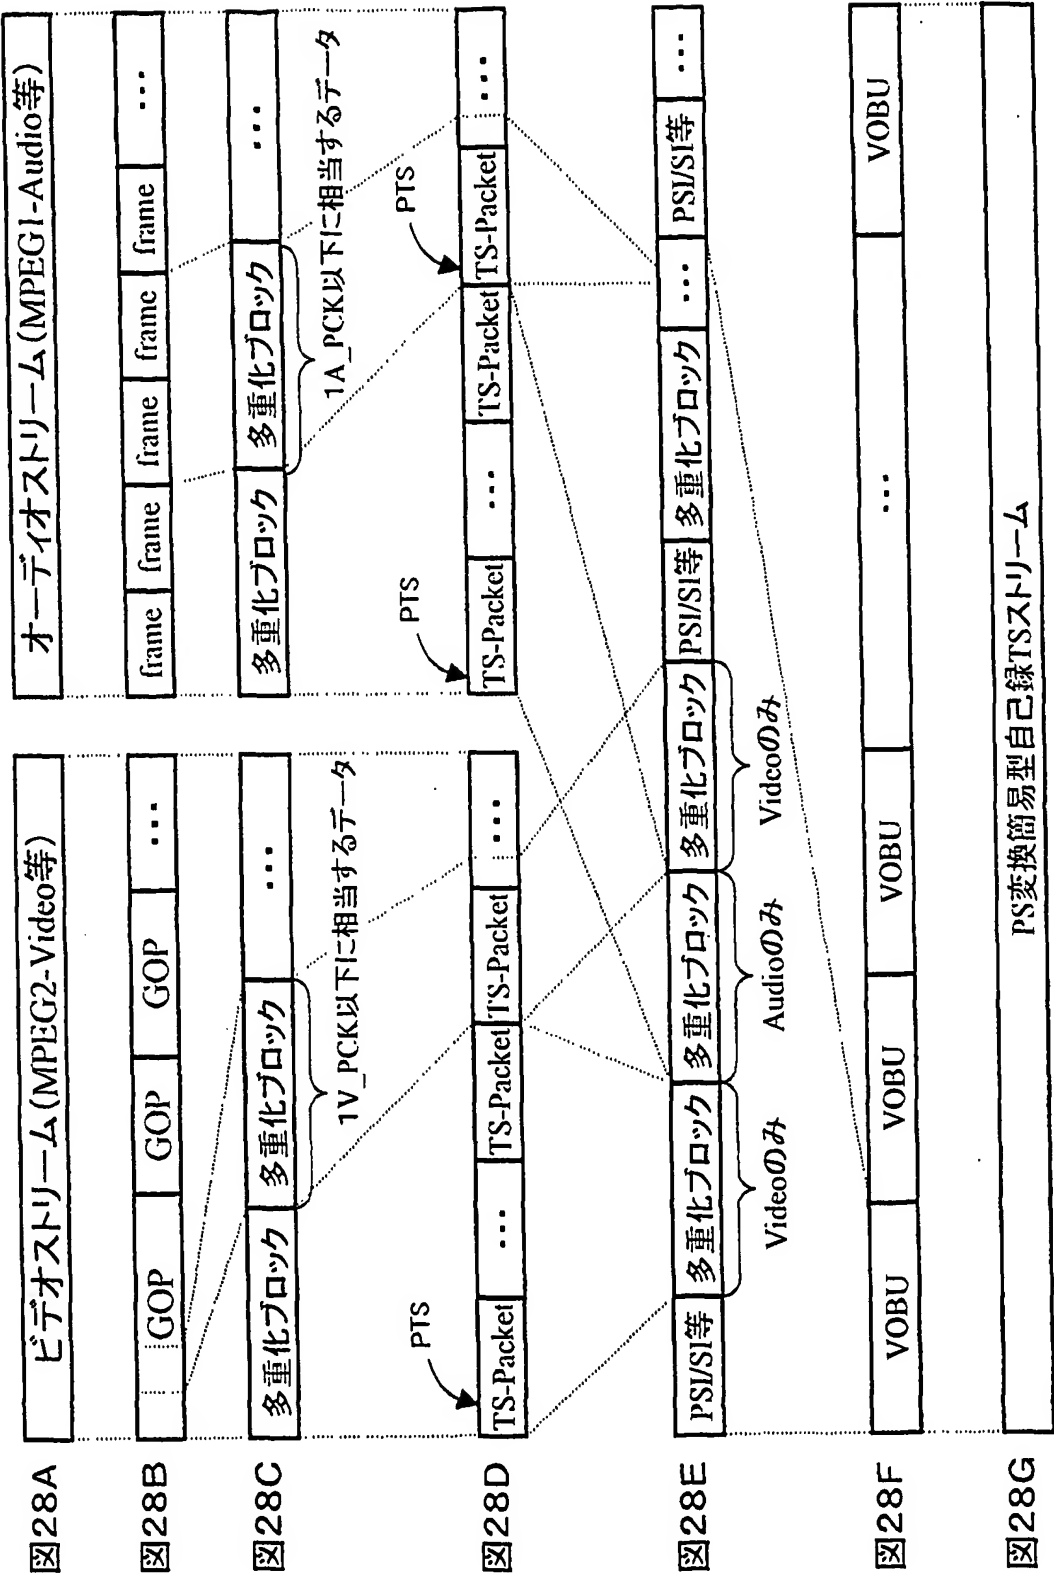 図28A
ビデオストリーム(MPEG2-Video等)
オーディオストリーム(MPEG1-Audio等)
図28B
GOP
GOP
GOP
…
frame
frame
frame
frame
…
図28C
多重化ブロック
多重化ブロック
…
多重化ブロック
多重化ブロック
…
1V_PCK以下に相当するデータ
1A_PCK以下に相当するデータ
PTS
PTS
PTS
図28D
TS-Packet
…
TS-Packet
TS-Packet
…
TS-Packet
…
TS-Packet
TS-Packet
…
図28E
PSI/SI等
多重化ブロック
多重化ブロック
多重化ブロック
PSI/SI等
多重化ブロック
…
PSI/SI等
…
Videoのみ
Audioのみ
Videoのみ
図28F
VOBU
VOBU
VOBU
…
VOBU
図28G
PS変換簡易型自己録TSストリーム